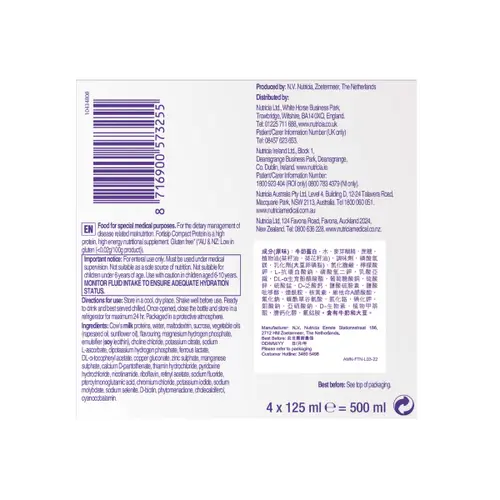 1043480B
8 716900 573255
EN Food for special medical purposes. For the dietary management of
disease related malnutrition. Fortisip Compact Protein is a high
protein, high energy nutritional supplement. Gluten free* (*AU & NZ: Low in
gluten (<0.02g/100g product)).
Important notice: For enteral use only. Must be used under medical
supervision. Not suitable as a sole source of nutrition. Not suitable for
children under 6 years of age. Use with caution in children aged 6-10 years.
MONITOR FLUID INTAKE TO ENSURE ADEQUATE HYDRATION
STATUS.
Directions for use: Store in a cool, dry place. Shake well before use. Ready
to drink and best served chilled. Once opened, close the bottle and store in a
refrigerator for maximum 24 hr. Packaged in a protective atmosphere.
Ingredients: Cow's milk proteins, water, maltodextrin, sucrose, vegetable oils
(rapeseed oil, sunflower oil), flavouring, magnesium hydrogen phosphate,
emulsifier (soy lecithin), choline chloride, potassium citrate, sodium
L-ascorbate, dipotassium hydrogen phosphate, ferrous lactate,
DL-α-tocopheryl acetate, copper gluconate, zinc sulphate, manganese
sulphate, calcium D-pantothenate, thiamin hydrochloride, pyridoxine
hydrochloride, niacinamide, riboflavin, retinyl acetate, sodium fluoride,
pteroylmonoglutamic acid, chromium chloride, potassium iodide, sodium
molybdate, sodium selenite, D-biotin, phytomenadione, cholecalciferol,
cyanocobalamin.
Produced by: N.V. Nutricia, Zoetermeer, The Netherlands
Distributed by:
Nutricia Ltd., White Horse Business Park,
Trowbridge, Wiltshire, BA14 0XQ, England.
Tel: 01225 711 688, www.nutricia.co.uk.
Patient/Carer Information Number (UK only)
Tel: 08457 623 653.
Nutricia Ireland Ltd., Block 1,
Deansgrange Business Park, Deansgrange,
Co. Dublin, Ireland. www.nutricia.ie
Patient/Carer Information Number:
1800 923 404 (ROI only) 0800 783 4379 (NI only).
Nutricia Australia Pty Ltd, Level 4, Building D, 12-24 Talavera Road,
Macquarie Park, NSW 2113, Australia. Tel 1800 060 051.
www.nutriciamedical.com.au
Nutricia Ltd, 124 Favona Road, Favona, Auckland 2024,
New Zealand. Tel: 0800 636 228. www.nutriciamedical.co.nz.
Manufacturer: N.V. Nutricia Eerste Stationsstraat 186,
2712 HM Zoetermeer, The Netherlands.
Best Before:
DD/MM/YY
Please refer to packaging
Customer Hotline: 3460 5498
AMN-FTN-L20-22
Best before: See top of packaging.
4 x 125 ml ℮ = 500 ml